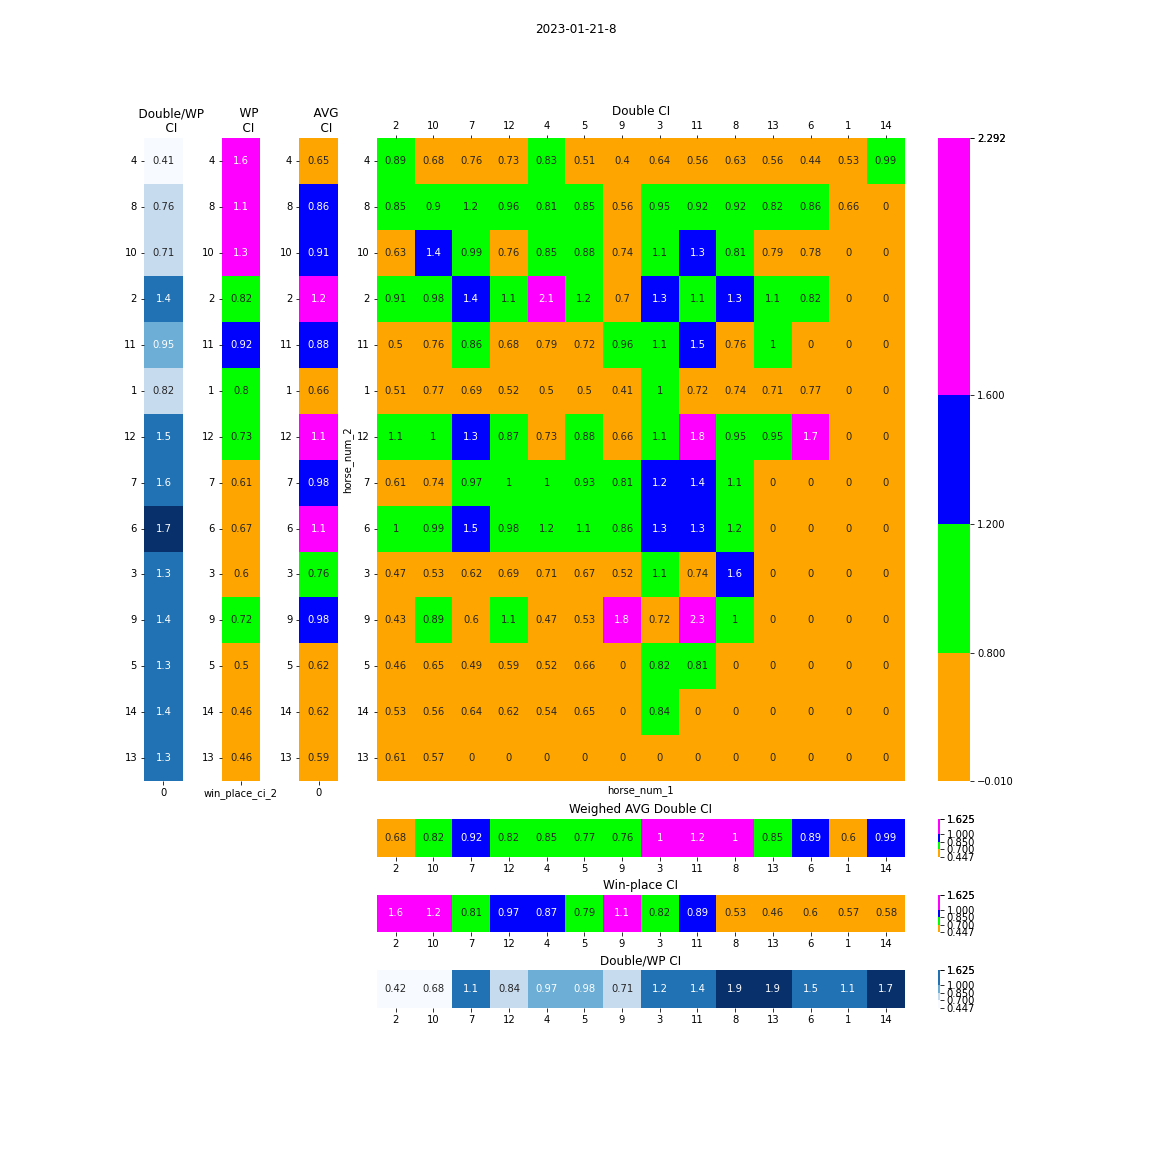 2023-01-21-8
Double/WP CI WP CI AVG CI Double CI
2 10 7 12 4 5 9 3 11 8 13 6 1 14
4 0.41 4 1.6 4 0.65 4 0.89 0.68 0.76 0.73 0.83 0.51 0.4 0.64 0.56 0.63 0.56 0.44 0.53 0.99
8 0.76 8 1.1 8 0.86 8 0.85 0.9 1.2 0.96 0.81 0.85 0.56 0.95 0.92 0.92 0.82 0.86 0.66 0
10 0.71 10 1.3 10 0.91 10 0.63 1.4 0.99 0.76 0.85 0.88 0.74 1.1 1.3 0.81 0.79 0.78 0 0
2 1.4 2 0.82 2 1.2 2 0.91 0.98 1.4 1.1 2.1 1.2 0.7 1.3 1.1 1.3 1.1 0.82 0 0
11 0.95 11 0.92 11 0.88 11 0.5 0.76 0.86 0.68 0.79 0.72 0.96 1.1 1.5 0.76 1 0 0 0
1 0.82 1 0.8 1 0.66 1 0.51 0.77 0.69 0.52 0.5 0.5 0.41 1 0.72 0.74 0.71 0.77 0 0
12 1.5 12 0.73 12 1.1 12 1.1 1 1.3 0.87 0.73 0.88 0.66 1.1 1.8 0.95 0.95 1.7 0 0
7 1.6 7 0.61 7 0.98 7 0.61 0.74 0.97 1 1 0.93 0.81 1.2 1.4 1.1 0 0 0 0
6 1.7 6 0.67 6 1.1 6 1 0.99 1.5 0.98 1.2 1.1 0.86 1.3 1.3 1.2 0 0 0 0
3 1.3 3 0.6 3 0.76 3 0.47 0.53 0.62 0.69 0.71 0.67 0.52 1.1 0.74 1.6 0 0 0 0
9 1.4 9 0.72 9 0.98 9 0.43 0.89 0.6 1.1 0.47 0.53 1.8 0.72 2.3 1 0 0 0 0
5 1.3 5 0.5 5 0.62 5 0.46 0.65 0.49 0.59 0.52 0.66 0 0.82 0.81 0 0 0 0 0
14 1.4 14 0.46 14 0.62 14 0.53 0.56 0.64 0.62 0.54 0.65 0 0.84 0 0 0 0 0 0
13 1.3 13 0.46 13 0.59 13 0.61 0.57 0 0 0 0 0 0 0 0 0 0 0 0
horse_num_2
0 win_place_ci_2 0 horse_num_1
2.292
1.600
1.200
0.800
−0.010
Weighed AVG Double CI
0.68 0.82 0.92 0.82 0.85 0.77 0.76 1 1.2 1 0.85 0.89 0.6 0.99
2 10 7 12 4 5 9 3 11 8 13 6 1 14
1.625
1.000
0.850
0.700
0.447
Win-place CI
1.6 1.2 0.81 0.97 0.87 0.79 1.1 0.82 0.89 0.53 0.46 0.6 0.57 0.58
2 10 7 12 4 5 9 3 11 8 13 6 1 14
1.625
1.000
0.850
0.700
0.447
Double/WP CI
0.42 0.68 1.1 0.84 0.97 0.98 0.71 1.2 1.4 1.9 1.9 1.5 1.1 1.7
2 10 7 12 4 5 9 3 11 8 13 6 1 14
1.625
1.000
0.850
0.700
0.447